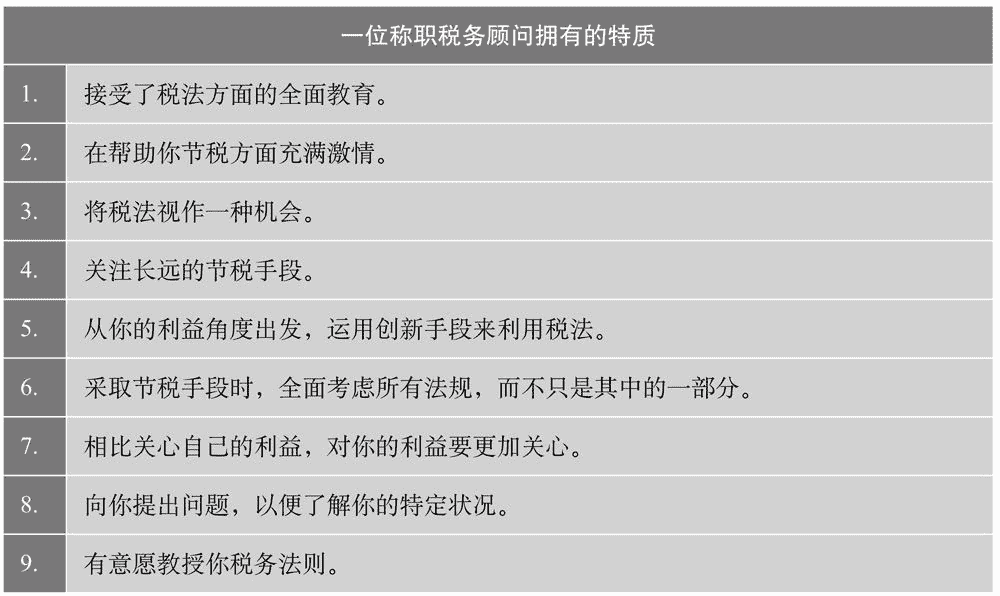 一位称职税务顾问拥有的特质
1. 接受了税法方面的全面教育。
2. 在帮助你节税方面充满激情。
3. 将税法视作一种机会。
4. 关注长远的节税手段。
5. 从你的利益角度出发，运用创新手段来利用税法。
6. 采取节税手段时，全面考虑所有法规，而不只是其中的一部分。
7. 相比关心自己的利益，对你的利益要更加关心。
8. 向你提出问题，以便了解你的特定状况。
9. 有意愿教授你税务法则。